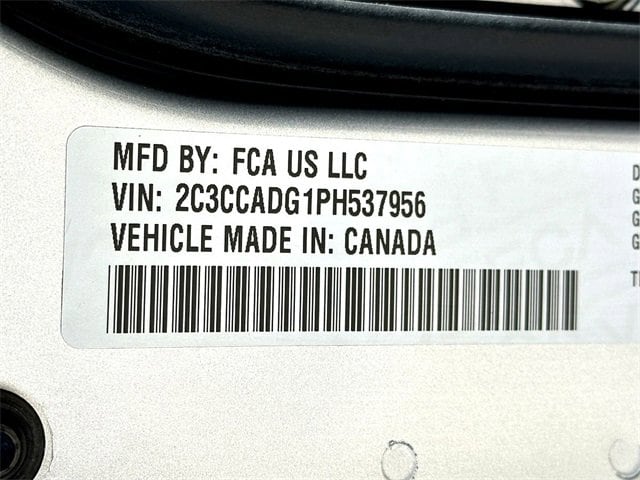 MFD BY: FCA US LLC
VIN: 2C3CCADG1PH537956
VEHICLE MADE IN: CANADA